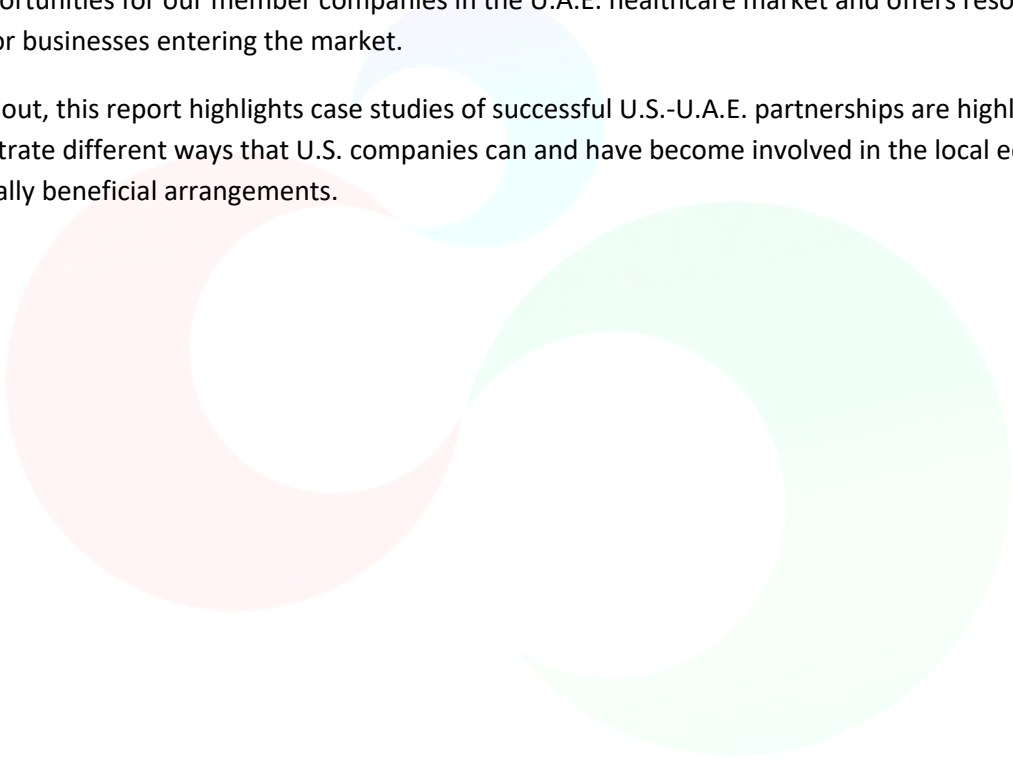 ortunities for our member companies in the U.A.E. healthcare market and offers reso
or businesses entering the market.
out, this report highlights case studies of successful U.S.-U.A.E. partnerships are highl
trate different ways that U.S. companies can and have become involved in the local e
ally beneficial arrangements.